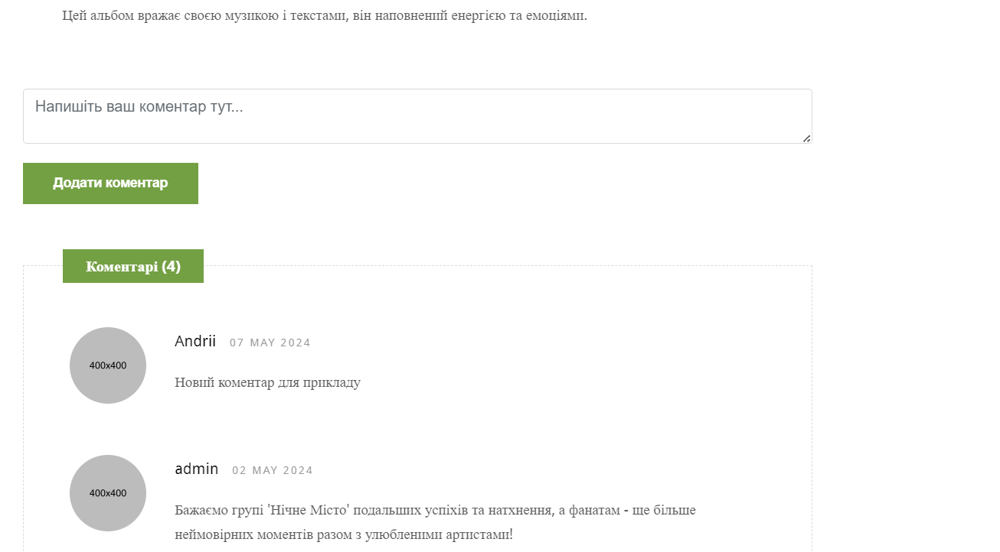 Цей альбом вражає своєю музикою і текстами, він наповнений енергією та емоціями.
Напишіть ваш коментар тут...
Додати коментар
Коментарі (4)
400x400
Andrii 07 MAY 2024
Новий коментар для прикладу
400x400
admin 02 MAY 2024
Бажаємо групі 'Нічне Місто' подальших успіхів та натхнення, а фанатам - ще більше
неймовірних моментів разом з улюбленими артистами!